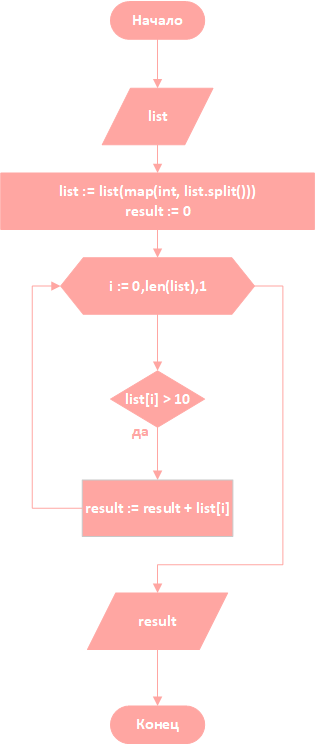 Начало
list
list := list(map(int, list.split()))
result := 0
i := 0,len(list),1
list[i] > 10
да
result := result + list[i]
result
Конец